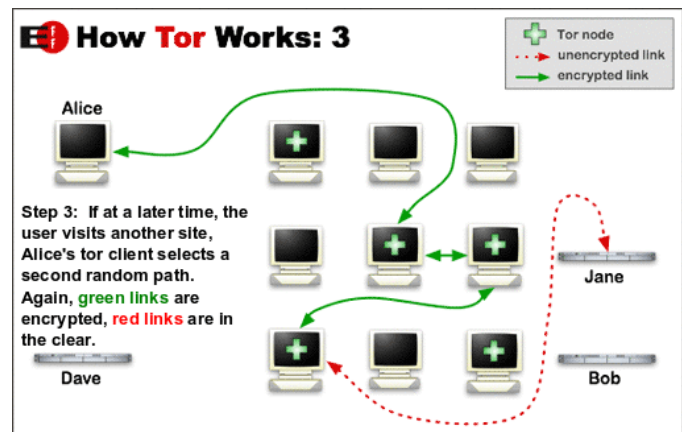 EFF How Tor Works: 3
Tor node
unencrypted link
encrypted link
Alice
Step 3: If at a later time, the
user visits another site,
Alice's tor client selects a
second random path.
Again, green links are
encrypted, red links are in
the clear.
Jane
Dave
Bob